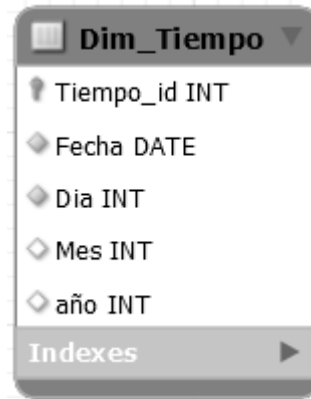 Dim_Tiempo
Tiempo_id INT
Fecha DATE
Dia INT
Mes INT
año INT
Indexes